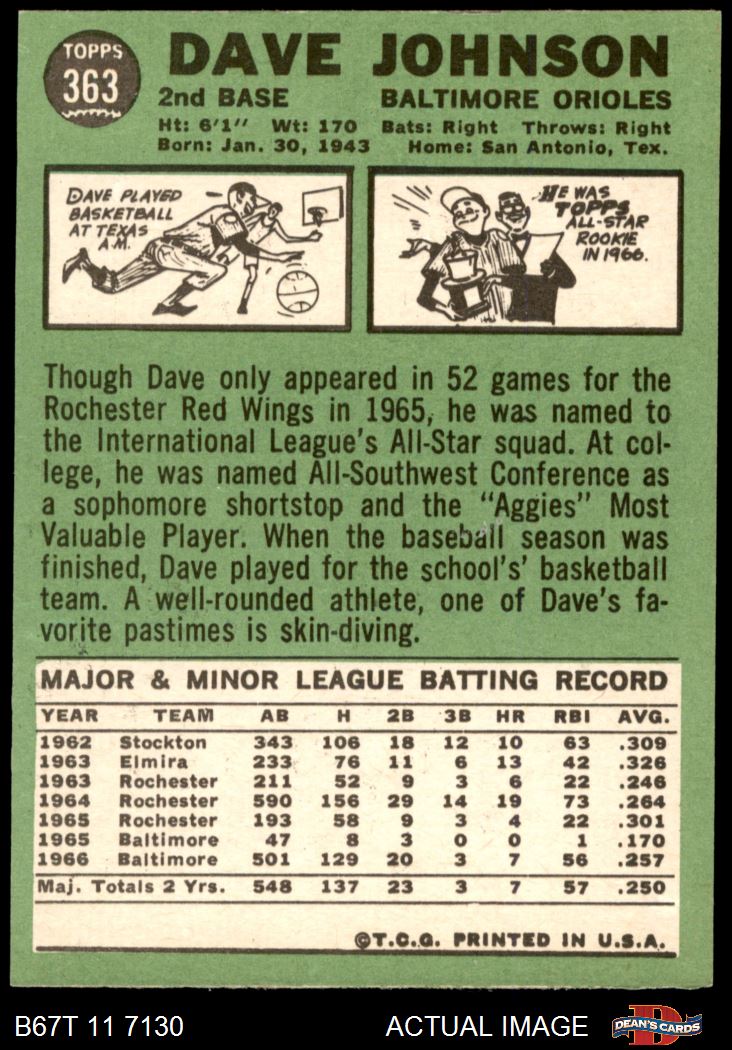 TOPPS
363
DAVE JOHNSON
2nd BASE BALTIMORE ORIOLES
Ht: 6'1" Wt: 170 Bats: Right Throws: Right
Born: Jan. 30, 1943 Home: San Antonio, Tex.
DAVE PLAYED
BASKETBALL
AT TEXAS
A.M.
HE WAS
TOPPS
ALL-STAR
ROOKIE
IN 1966.
Though Dave only appeared in 52 games for the
Rochester Red Wings in 1965, he was named to
the International League's All-Star squad. At col-
lege, he was named All-Southwest Conference as
a sophomore shortstop and the "Aggies" Most
Valuable Player. When the baseball season was
finished, Dave played for the school's' basketball
team. A well-rounded athlete, one of Dave's fa-
vorite pastimes is skin-diving.
MAJOR & MINOR LEAGUE BATTING RECORD
YEAR TEAM AB H 2B 3B HR RBI AVG.
1962 Stockton 343 106 18 12 10 63 .309
1963 Elmira 233 76 11 6 13 42 .326
1963 Rochester 211 52 9 3 6 22 .246
1964 Rochester 590 156 29 14 19 73 .264
1965 Rochester 193 58 9 3 4 22 .301
1965 Baltimore 47 8 3 0 0 1 .170
1966 Baltimore 501 129 20 3 7 56 .257
Maj. Totals 2 Yrs. 548 137 23 3 7 57 .250
©T.C.G. PRINTED IN U.S.A.
B67T 11 7130 ACTUAL IMAGE
D
DEAN'S CARDS